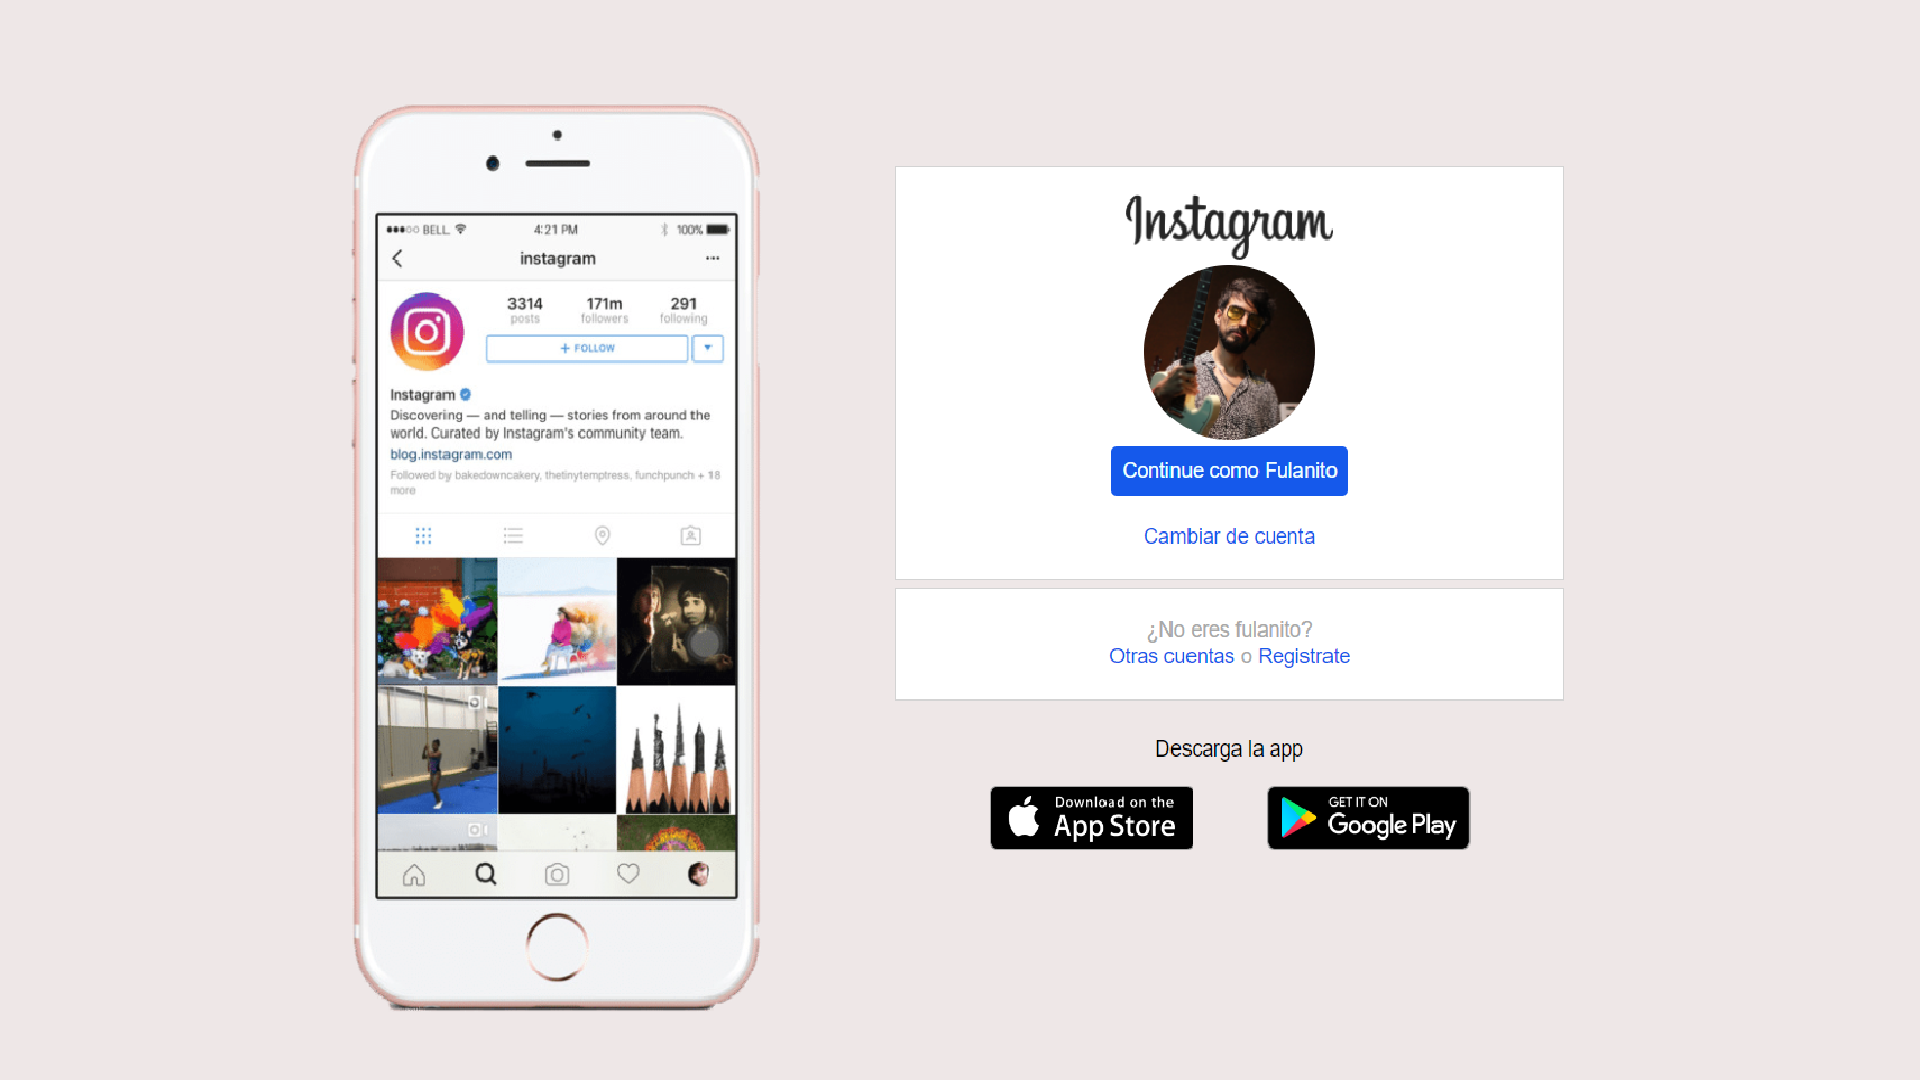 BELL
4:21 PM
100%
instagram
3314
posts
171m
followers
291
following
+ FOLLOW
Instagram
Discovering — and telling — stories from around the
world. Curated by Instagram's community team.
blog.instagram.com
Followed by bakedowncakery, thetinytemptress, funchpunch + 18
more
Instagram
Continue como Fulanito
Cambiar de cuenta
¿No eres fulanito?
Otras cuentas o Registrate
Descarga la app
Download on the
App Store
GET IT ON
Google Play